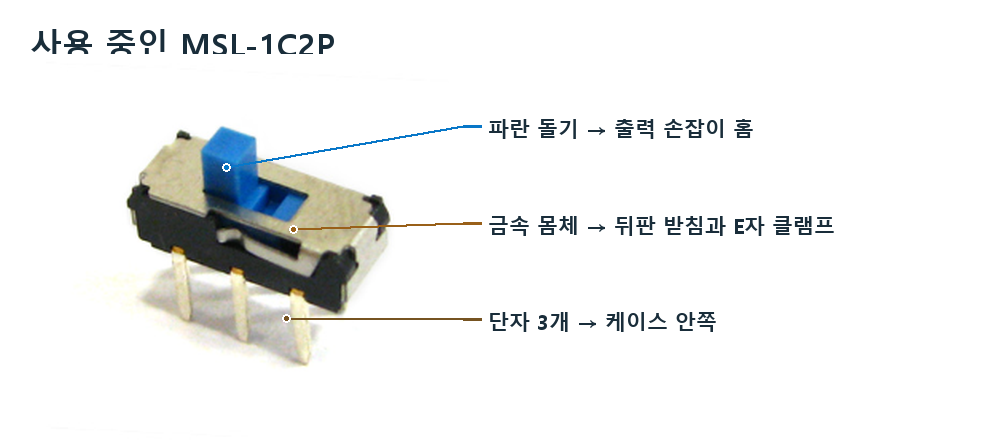 사용 중인 MSL-1C2P
파란 돌기 → 출력 손잡이 홈
금속 몸체 → 뒤판 받침과 E자 클램프
단자 3개 → 케이스 안쪽